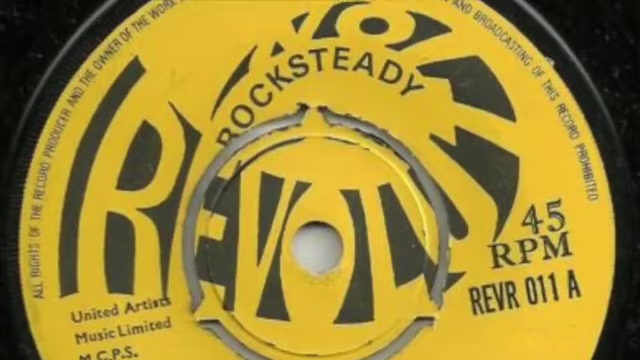 ALL RIGHTS OF THE RECORD PRODUCER AND THE OWNER OF THE WORK
AND BROADCASTING OF THIS RECORD PROHIBITED
ROCKSTEADY
REVOL
45
RPM
REVR 011 A
United Artists
Music Limited
M.C.P.S.